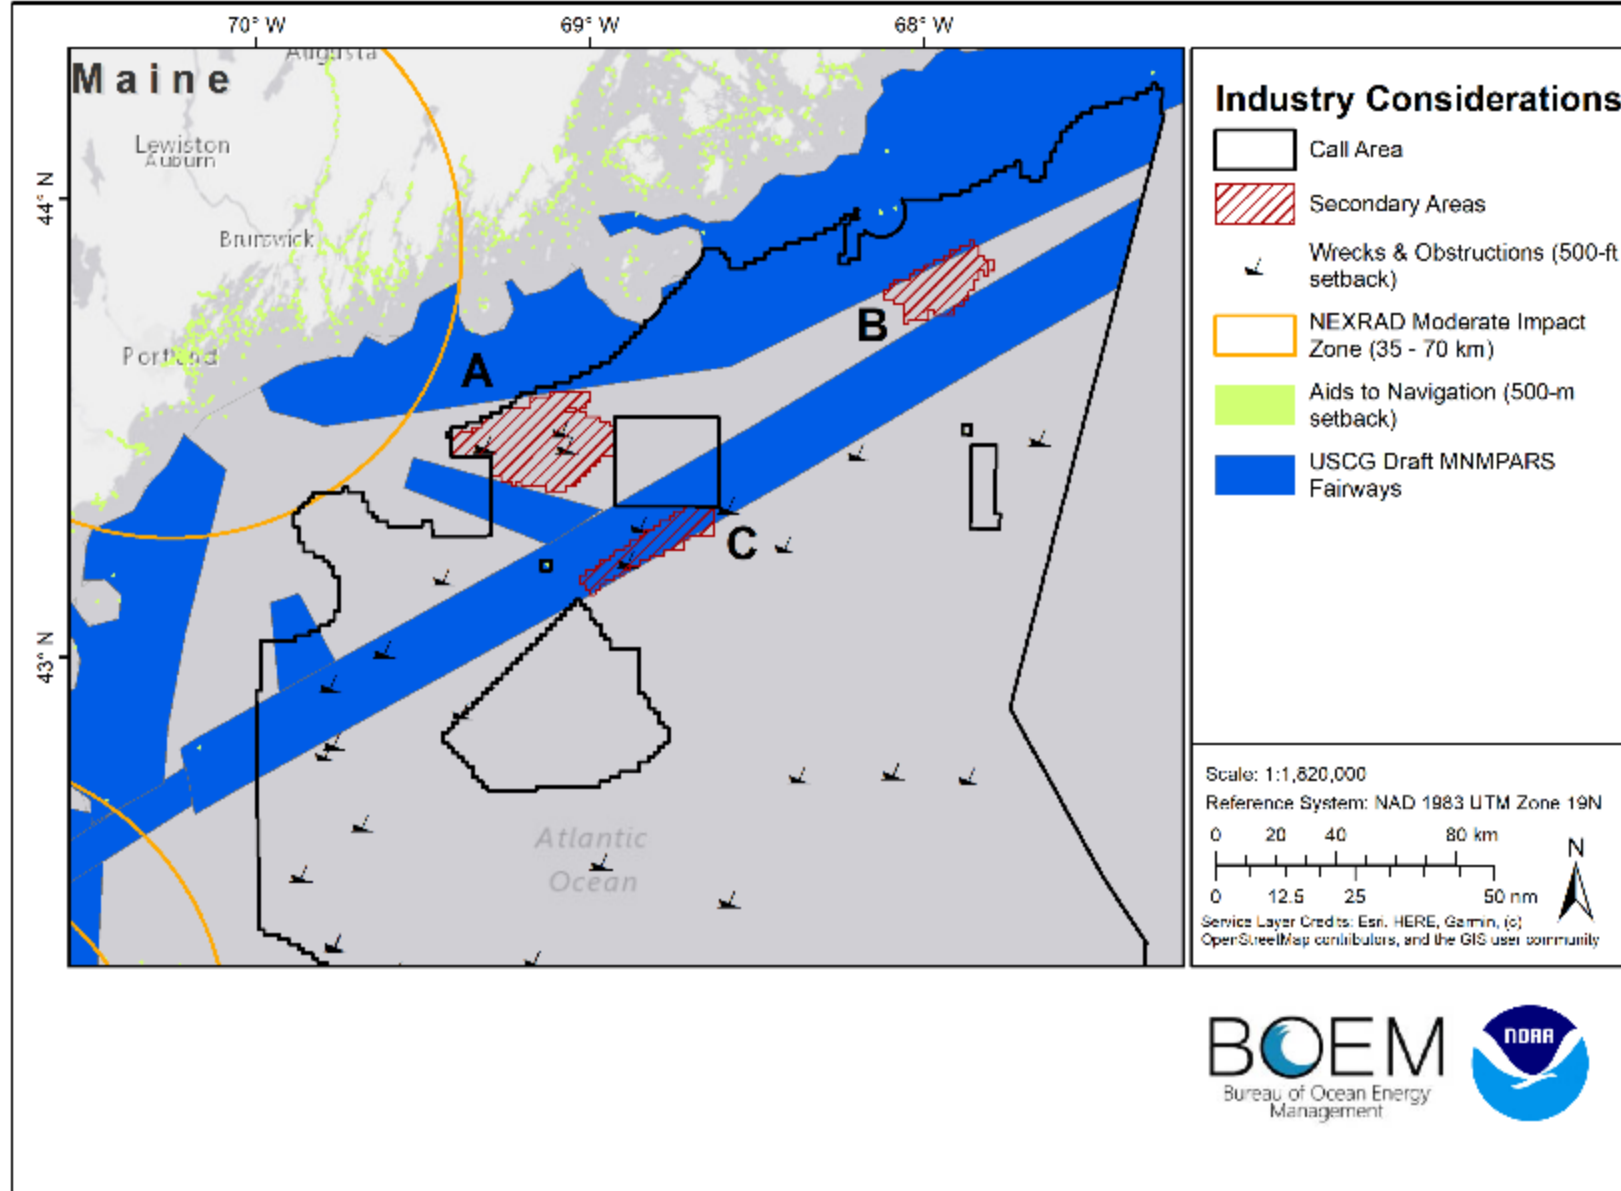 70° W
69° W
68° W
44° N
43° N
Maine
Augusta
Lewiston
Auburn
Brunswick
Portland
A
B
C
Atlantic
Ocean
Industry Considerations
Call Area
Secondary Areas
Wrecks & Obstructions (500-ft
setback)
NEXRAD Moderate Impact
Zone (35 - 70 km)
Aids to Navigation (500-m
setback)
USCG Draft MNMPARS
Fairways
Scale: 1:1,820,000
Reference System: NAD 1983 UTM Zone 19N
0 20 40 80 km
0 12.5 25 50 nm
N
Service Layer Credits: Esri, HERE, Garmin, (c)
OpenStreetMap contributors, and the GIS user community
BOEM
Bureau of Ocean Energy
Management
NOAA